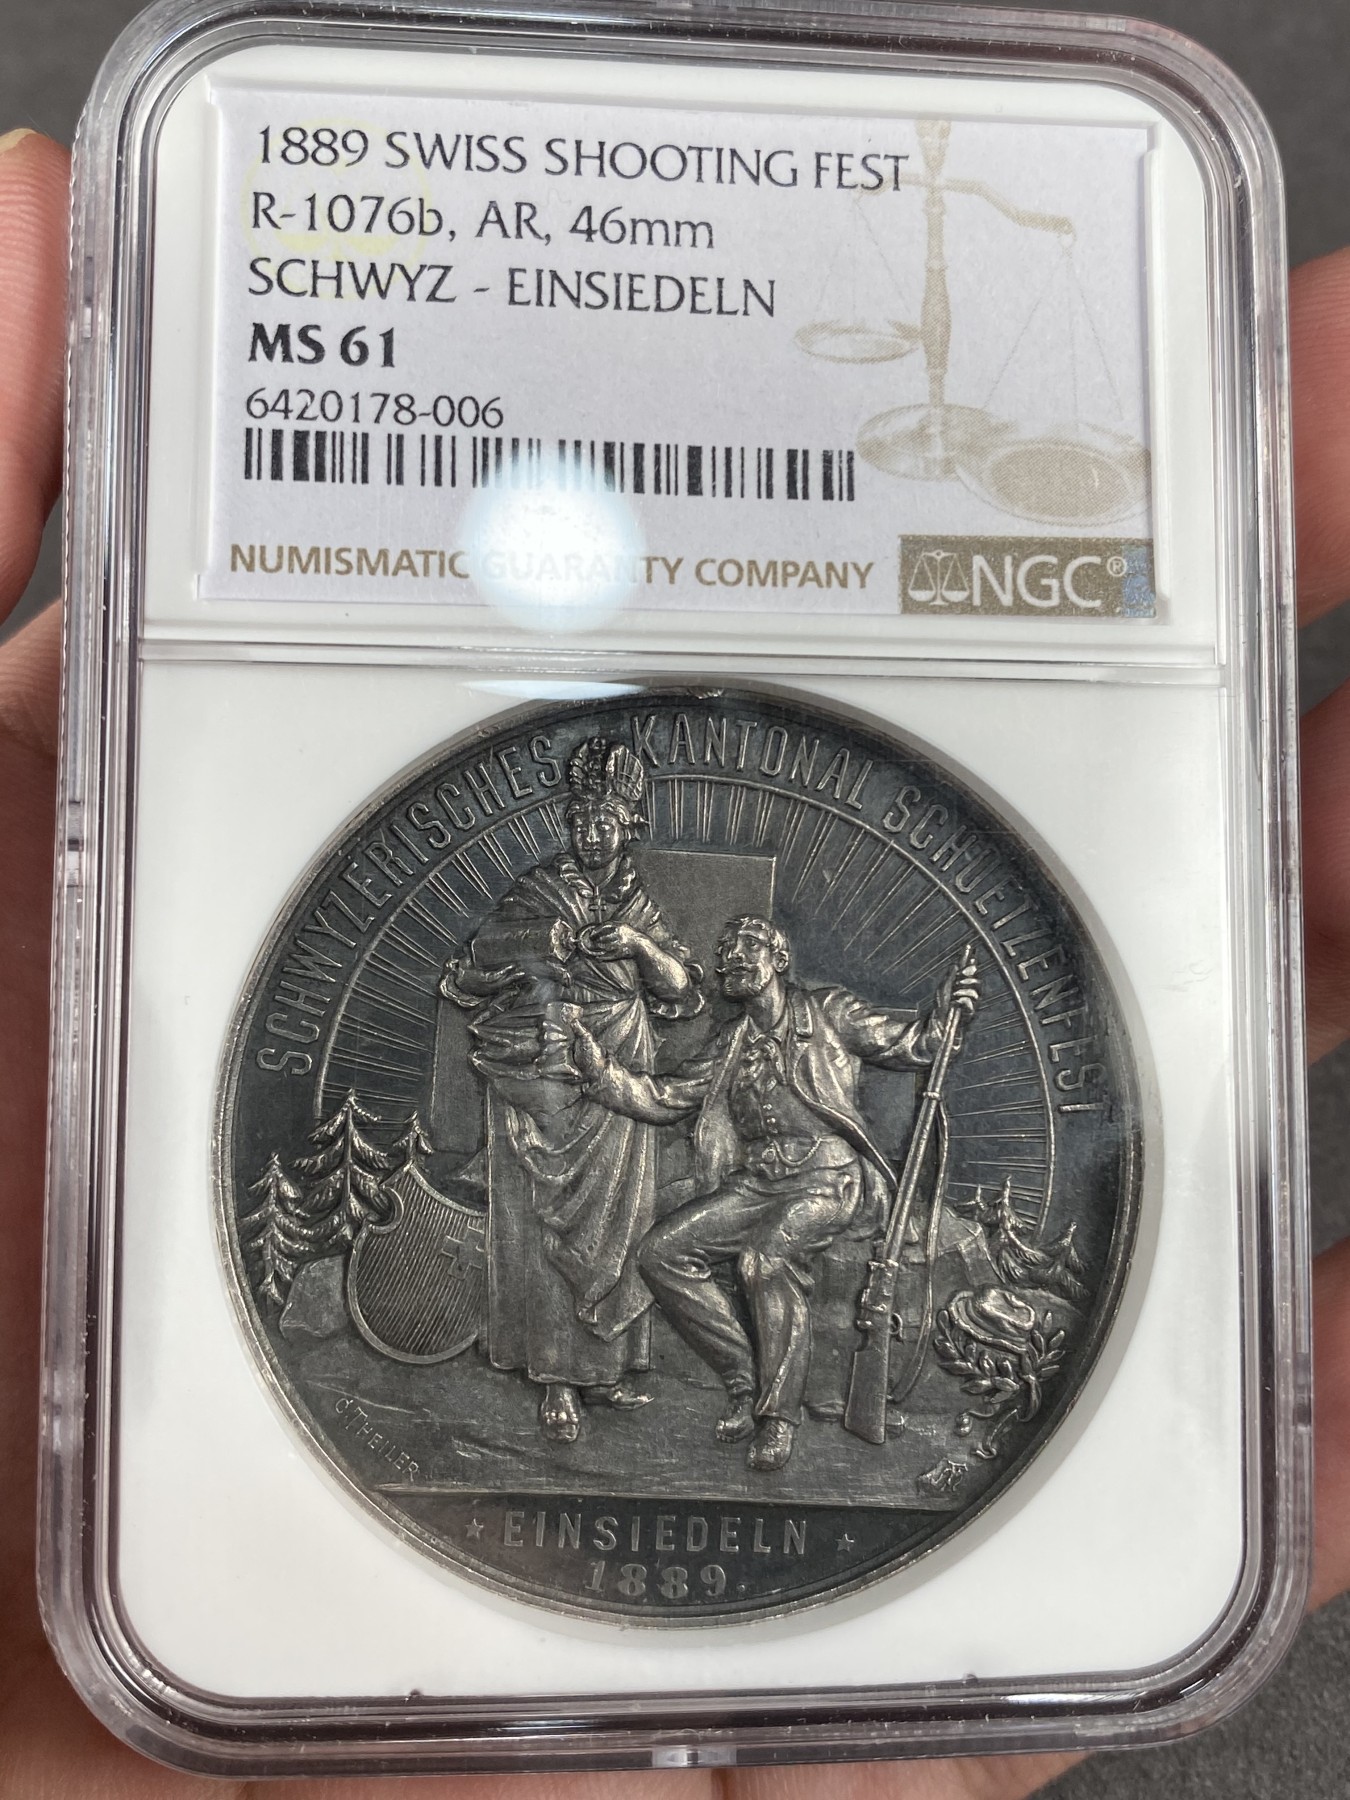 1889 SWISS SHOOTING FEST
R-1076b, AR, 46mm
SCHWYZ - EINSIEDELN
MS 61
6420178-006
NUMISMATIC GUARANTY COMPANY
NGC®
SCHWYZERISCHES KANTONAL SCHUETZENFEST
d. THEILER
★ EINSIEDELN ★
1889.